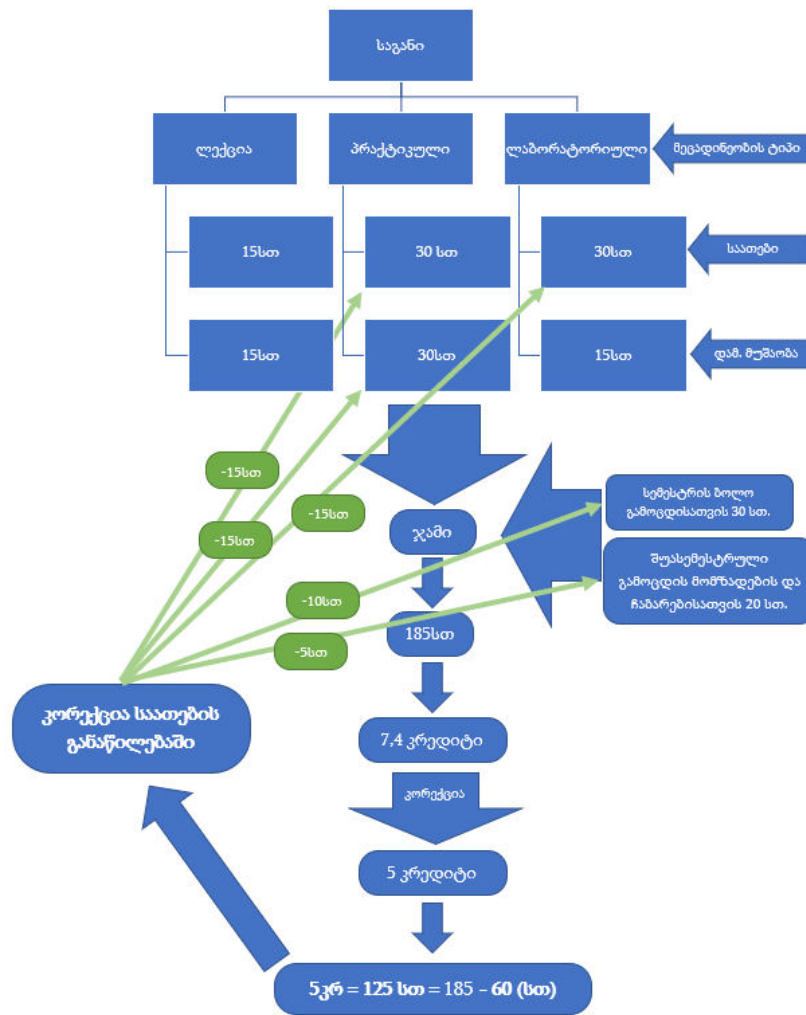 საგანი
ლექცია
პრაქტიკული
ლაბორატორიული
მეცადინეობის ტიპი
15სთ
30 სთ
30სთ
საათები
15სთ
30სთ
15სთ
დამ. მუშაობა
-15სთ
-15სთ
-15სთ
-10სთ
-5სთ
ჯამი
სემესტრის ბოლო
გამოცდისათვის 30 სთ.
შუასემესტრული
გამოცდის მომზადების და
ჩაბარებისათვის 20 სთ.
185სთ
კორექცია საათების
განაწილებაში
7,4 კრედიტი
კორექცია
5 კრედიტი
5კრ = 125 სთ = 185 – 60 (სთ)